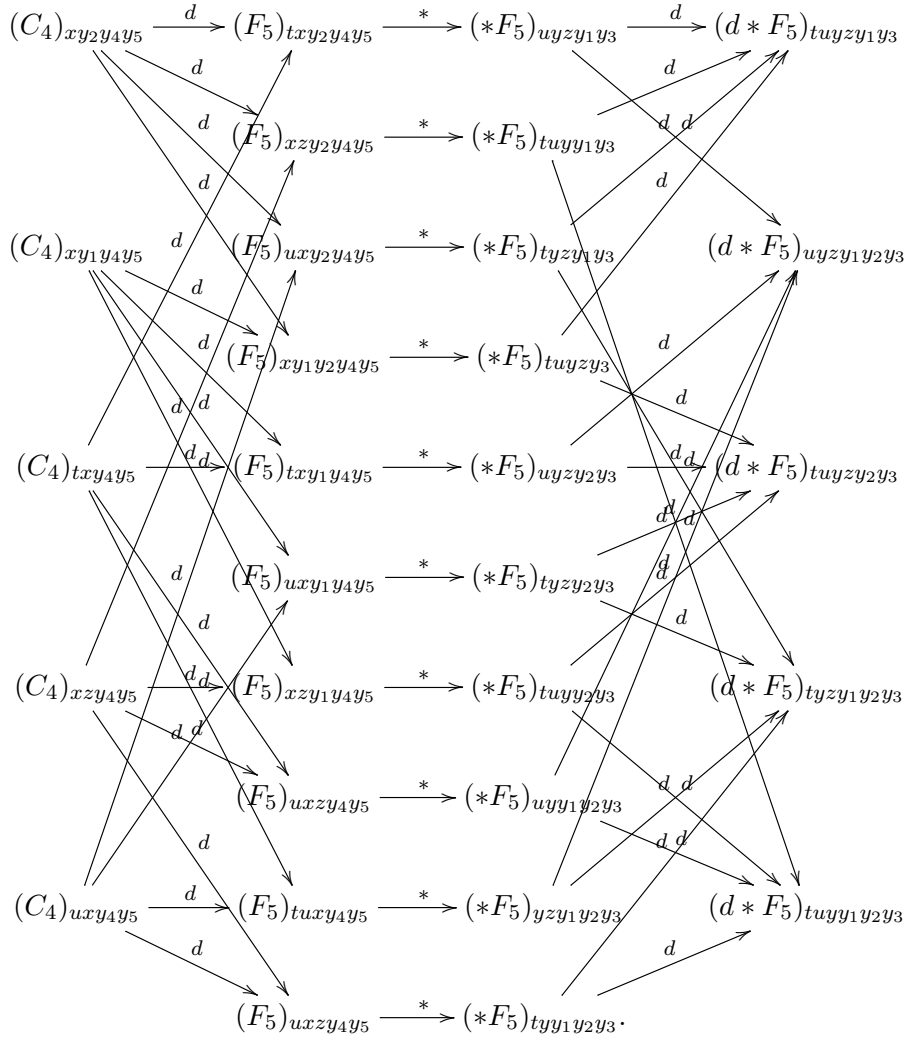 (C_4)_{xy_2y_4y_5} d (F_5)_{txy_2y_4y_5} * (*F_5)_{uyzy_1y_3} d (d * F_5)_{tuyzy_1y_3}
d d
(F_5)_{xzy_2y_4y_5} * (*F_5)_{tuyy_1y_3}
d d d
d d
(C_4)_{xy_1y_4y_5} d (F_5)_{uxy_2y_4y_5} * (*F_5)_{tyzy_1y_3} (d * F_5)_{uyzy_1y_2y_3}
d
(F_5)_{xy_1y_2y_4y_5} * (*F_5)_{tuyzy_3}
d d
d d d
(C_4)_{txy_4y_5} d d (F_5)_{txy_1y_4y_5} * (*F_5)_{uyzy_2y_3} d d (d * F_5)_{tuyzy_2y_3}
d d d
(F_5)_{uxy_1y_4y_5} * (*F_5)_{tyzy_2y_3}
d d d
d d
(C_4)_{xzy_4y_5} d d (F_5)_{xzy_1y_4y_5} * (*F_5)_{tuyy_2y_3} (d * F_5)_{tyzy_1y_2y_3}
d d
(F_5)_{uxzy_4y_5} * (*F_5)_{uyy_1y_2y_3} d d
d d d
(C_4)_{uxy_4y_5} d (F_5)_{tuxy_4y_5} * (*F_5)_{yzy_1y_2y_3} (d * F_5)_{tuyy_1y_2y_3}
d d
(F_5)_{uxzy_4y_5} * (*F_5)_{tyy_1y_2y_3}.